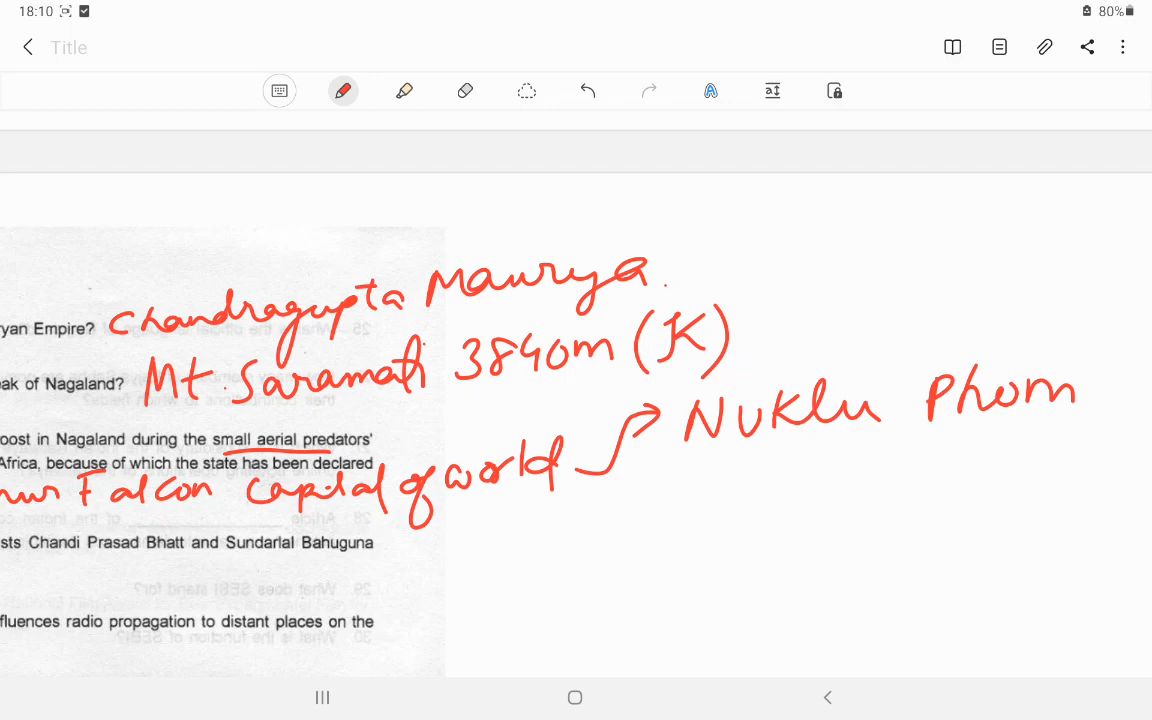 18:10
80%
Title
Chandragupta Maurya.
ryan Empire?
Mt. Saramati 3840m (K)
eak of Nagaland?
Nuklu Phom
oost in Nagaland during the small aerial predators'
Africa, because of which the state has been declared
mur Falcon Capital of world
sts Chandi Prasad Bhatt and Sundarlal Bahuguna
fluences radio propagation to distant places on the